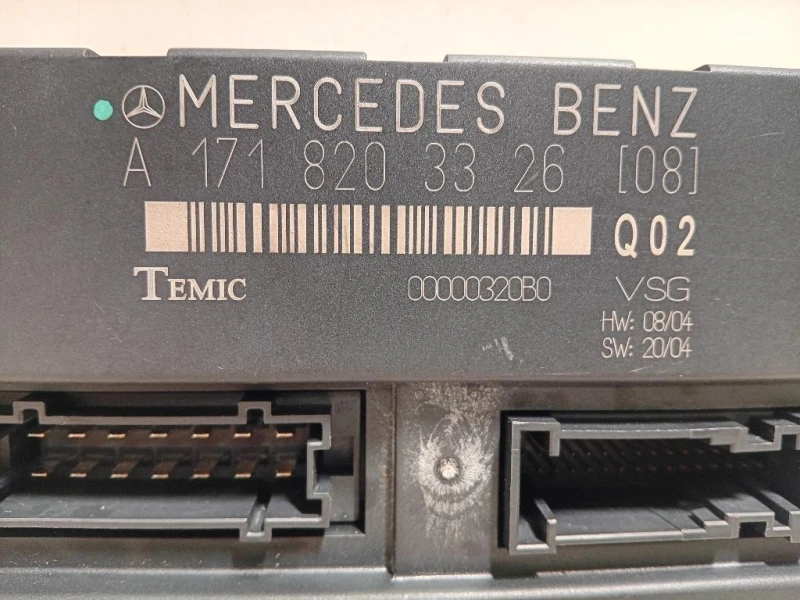 MERCEDES BENZ
A 171 820 33 26 [08]
Q02
TEMIC 00000320B0 VSG
HW: 08/04
SW: 20/04